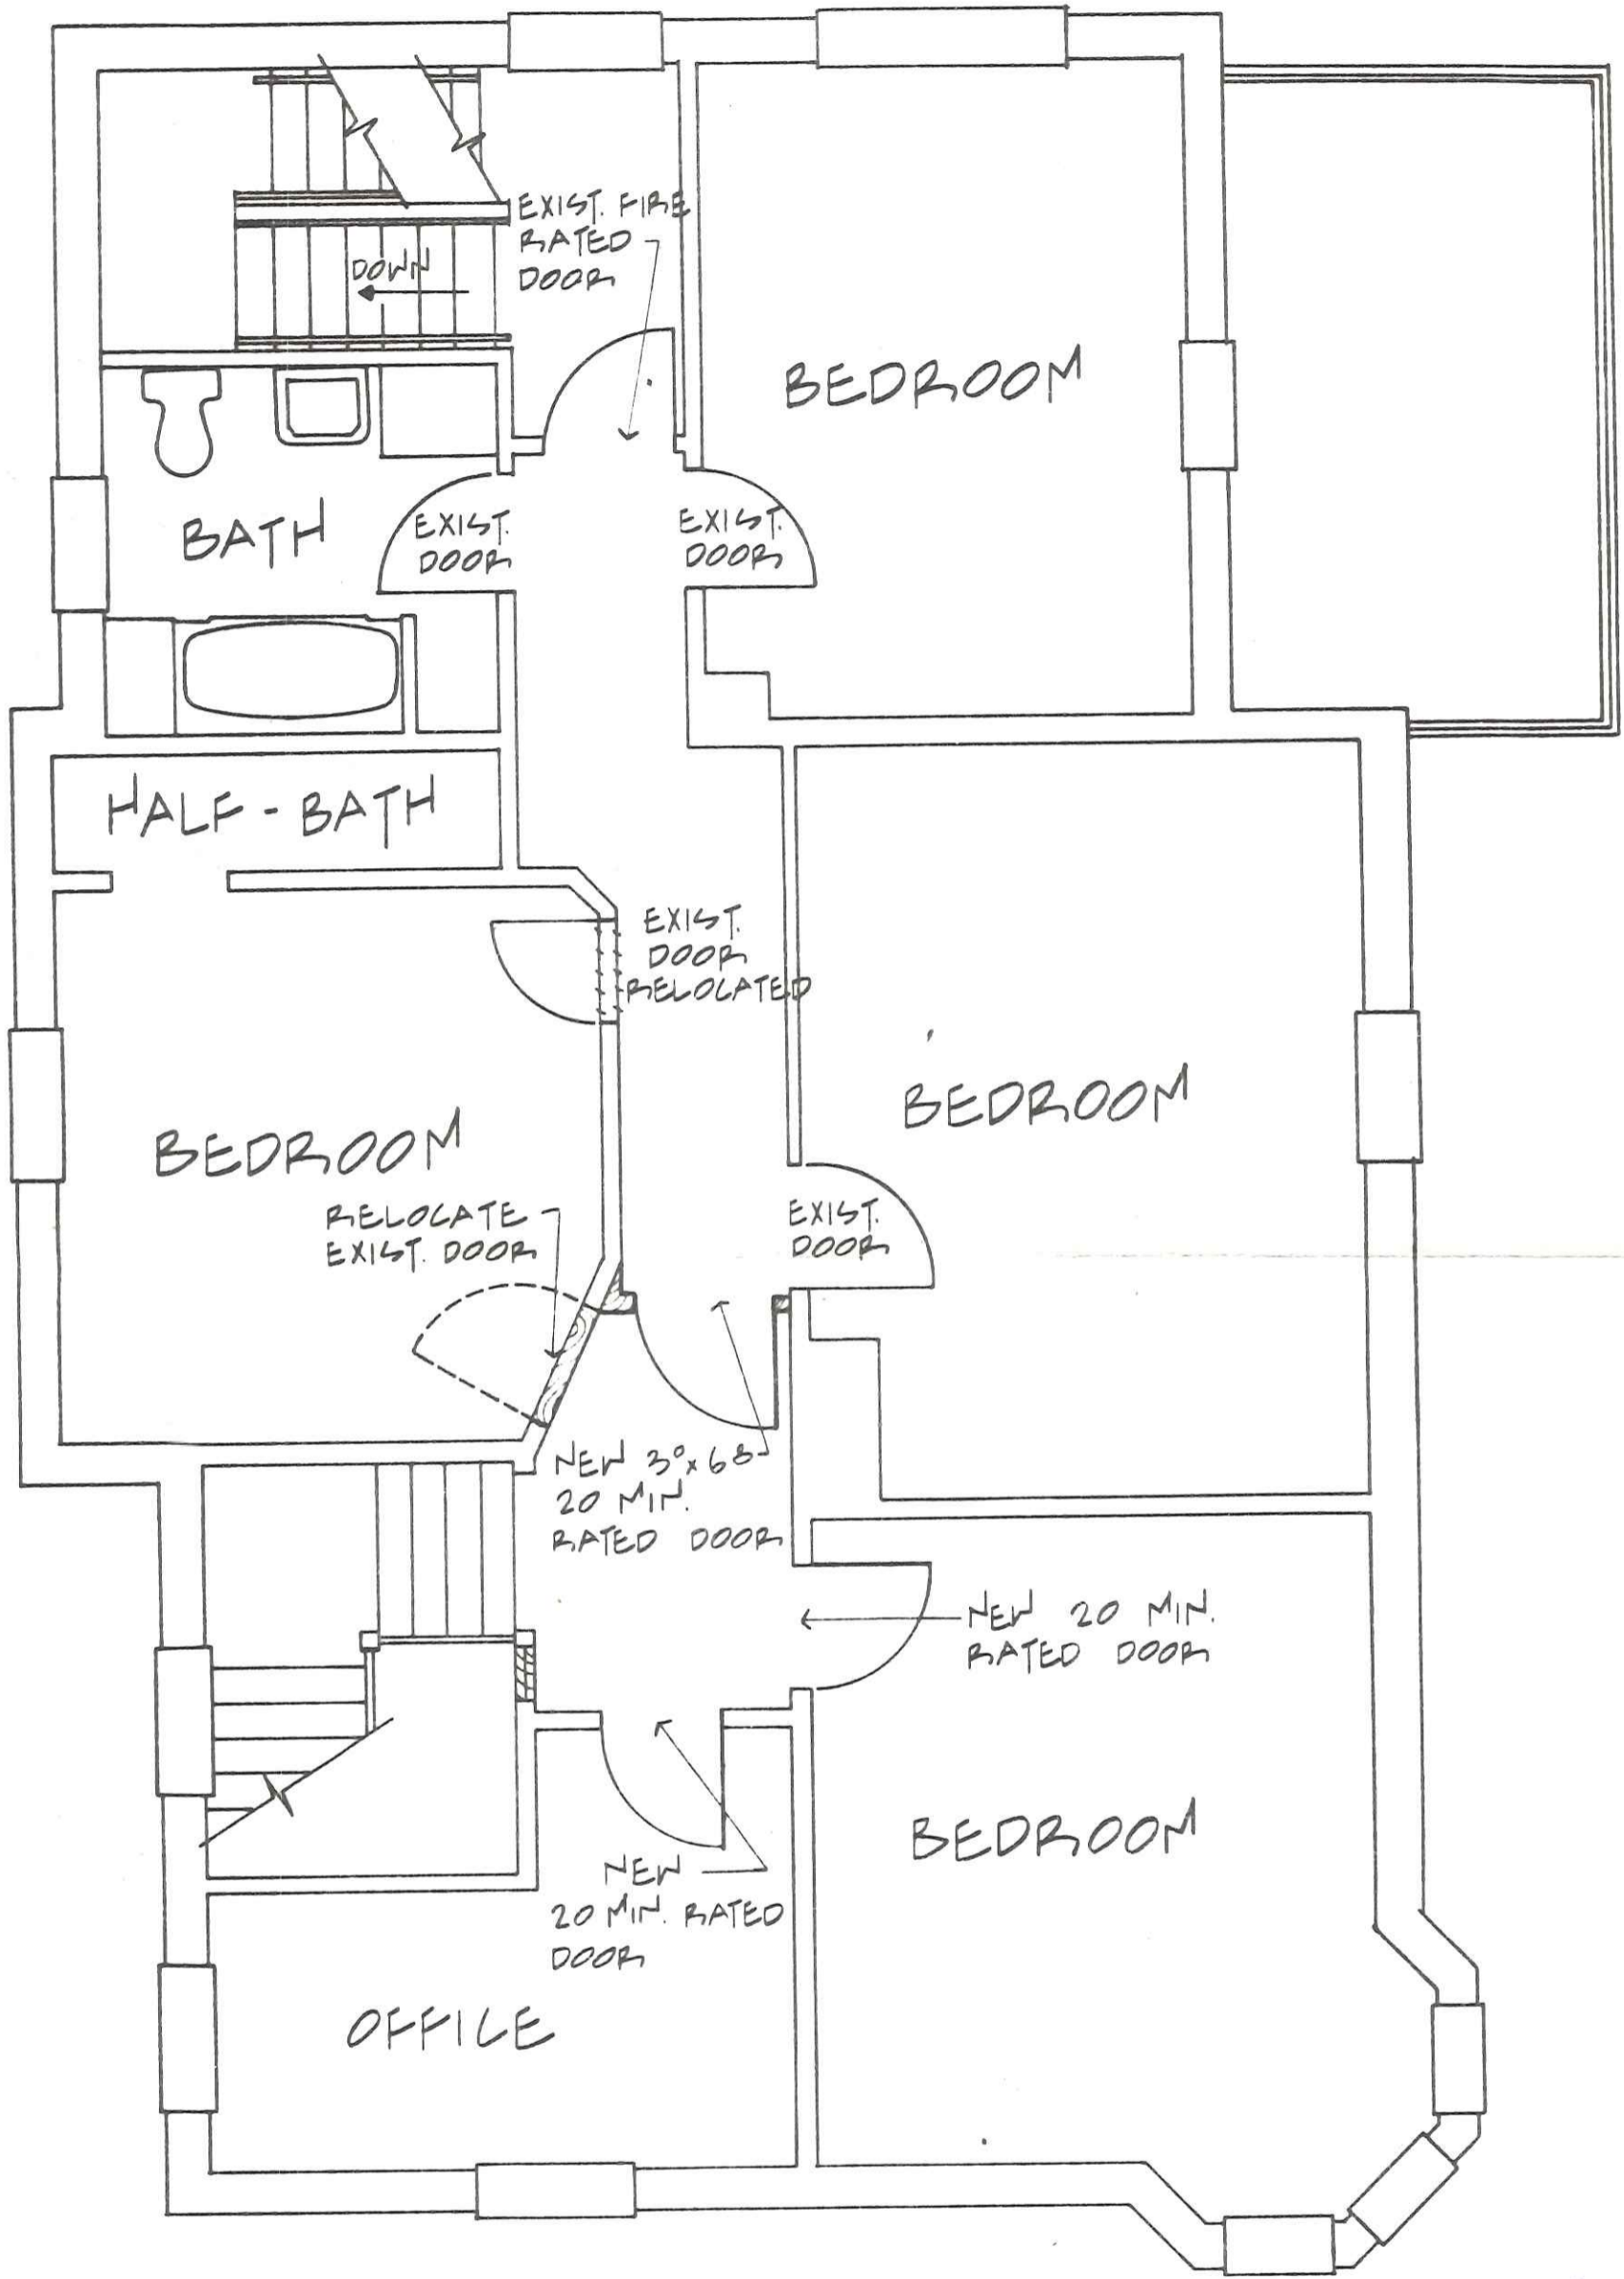 EXIST. FIRE
RATED
DOOR
DOWN
BEDROOM
BATH
EXIST.
DOOR
EXIST.
DOOR
HALF-BATH
EXIST.
DOOR
RELOCATED
BEDROOM
BEDROOM
RELOCATE
EXIST. DOOR
EXIST.
DOOR
NEW 3⁰x68
20 MIN.
RATED DOOR
NEW 20 MIN.
RATED DOOR
BEDROOM
NEW
20 MIN. RATED
DOOR
OFFICE